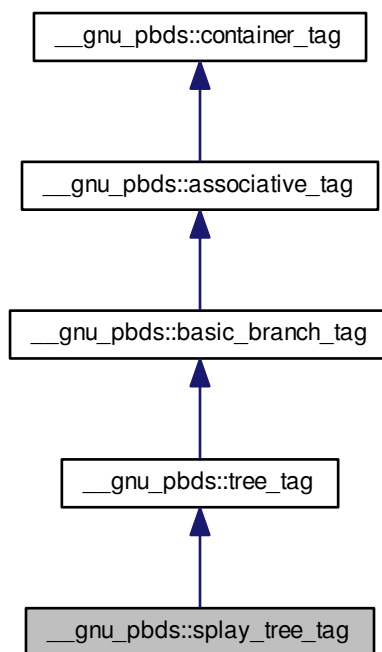 __gnu_pbds::container_tag
__gnu_pbds::associative_tag
__gnu_pbds::basic_branch_tag
__gnu_pbds::tree_tag
__gnu_pbds::splay_tree_tag